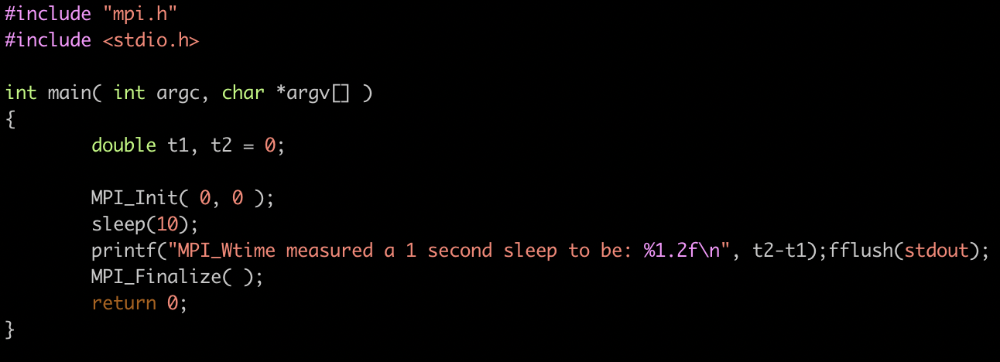 #include "mpi.h"
#include <stdio.h>

int main( int argc, char *argv[] )
{
        double t1, t2 = 0;

        MPI_Init( 0, 0 );
        sleep(10);
        printf("MPI_Wtime measured a 1 second sleep to be: %1.2f\n", t2-t1);fflush(stdout);
        MPI_Finalize( );
        return 0;
}